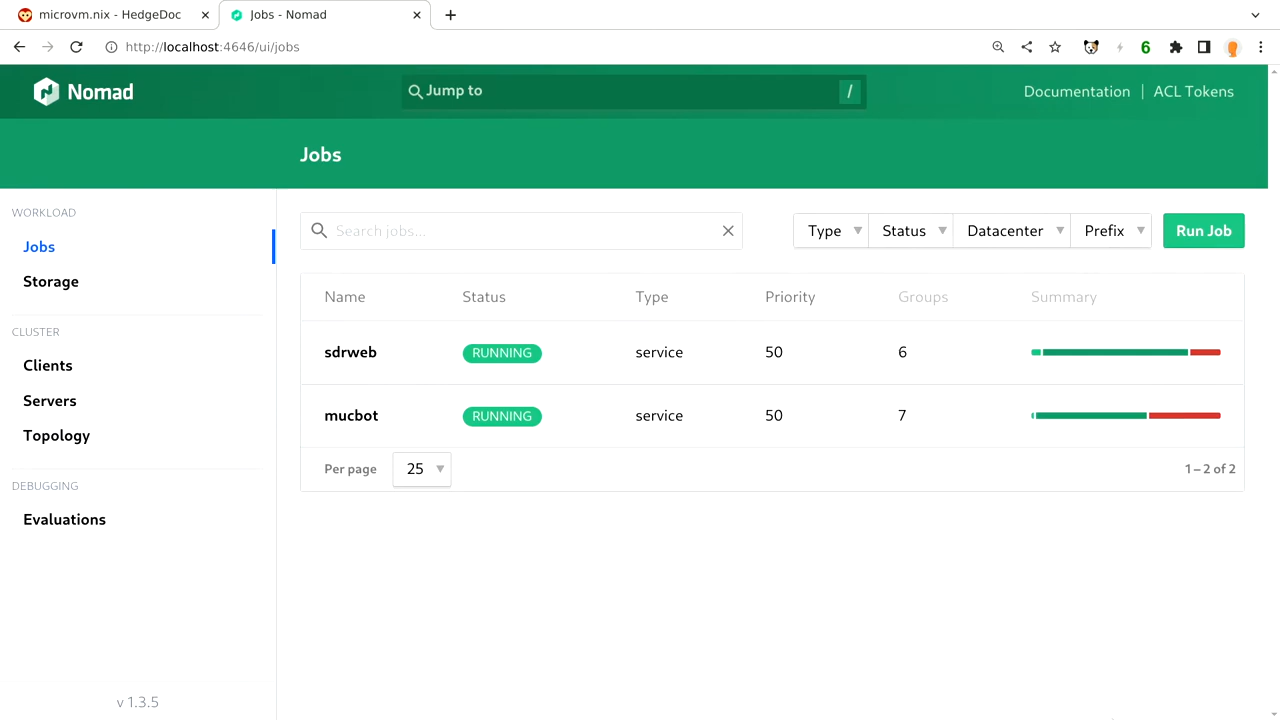 microvm.nix - HedgeDoc
Jobs - Nomad
http://localhost:4646/ui/jobs
6
Nomad
Jump to
/
Documentation | ACL Tokens
Jobs
WORKLOAD
Jobs
Storage
CLUSTER
Clients
Servers
Topology
DEBUGGING
Evaluations
v 1.3.5
Search jobs...
Type
Status
Datacenter
Prefix
Run Job
Name Status Type Priority Groups Summary
sdrweb RUNNING service 50 6
mucbot RUNNING service 50 7
Per page 25 1 – 2 of 2